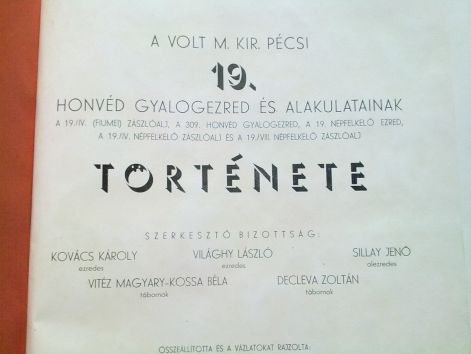 A VOLT M. KIR. PÉCSI
19.
HONVÉD GYALOGEZRED ÉS ALAKULATAINAK
A 19./IV. (FIUMEI) ZÁSZLÓALJ, A 309. HONVÉD GYALOGEZRED, A 19. NÉPFELKELŐ EZRED,
A 19./IV. NÉPFELKELŐ ZÁSZLÓALJ ÉS A 19./VIII. NÉPFELKELŐ ZÁSZLÓALJ
TÖRTÉNETE
SZERKESZTŐ BIZOTTSÁG:
KOVÁCS KÁROLY VILÁGHY LÁSZLÓ SILLAY JENŐ
ezredes ezredes alezredes
VITÉZ MAGYARY-KOSSA BÉLA DECLEVA ZOLTÁN
tábornok tábornok
ÖSSZEÁLLÍTOTTA ÉS A VÁZLATOKAT RAJZOLTA: